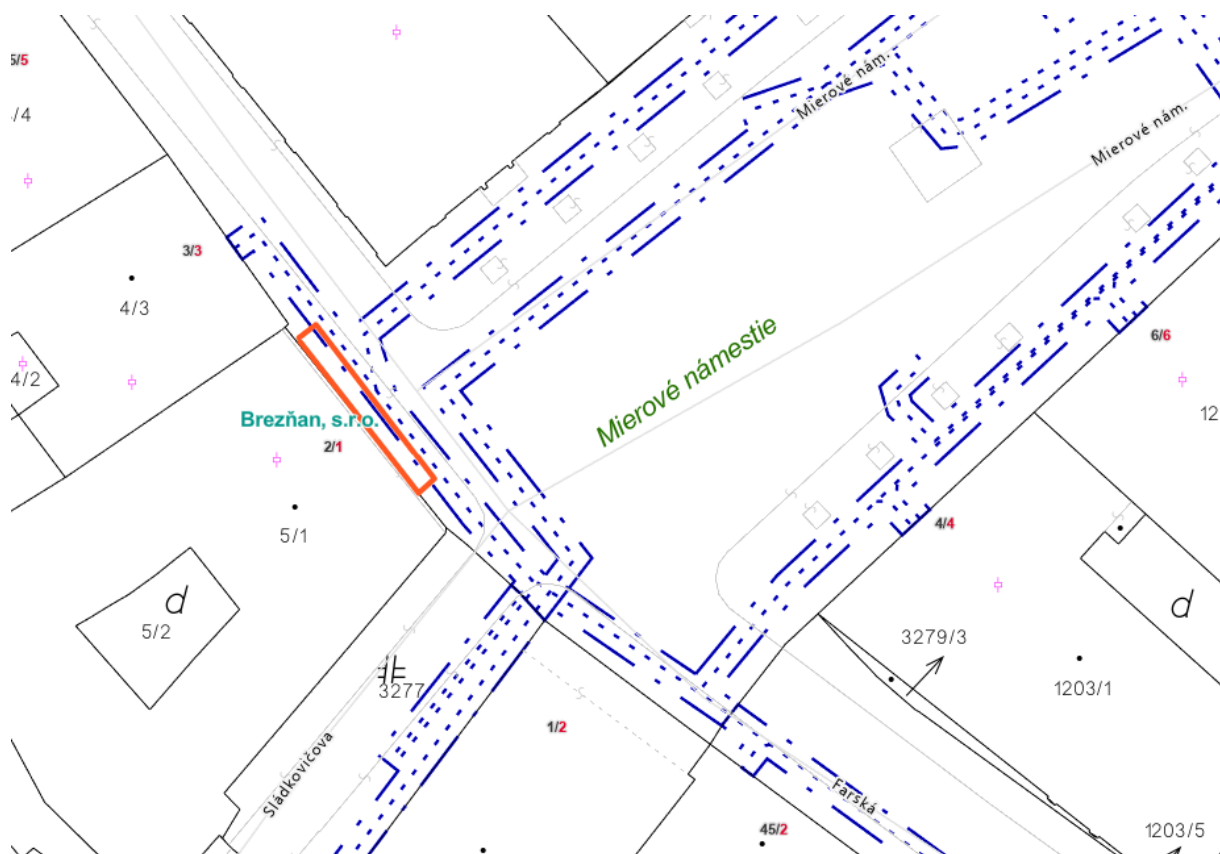 5/5
/4
Mierové nám.
Mierové nám.
3/3
4/3
4/2
Mierové námestie
6/6
12
Brezňan, s.r.o.
2/1
5/1
4/4
d
5/2
d
3279/3
3277
1203/1
1/2
Sládkovičova
Farská
45/2
1203/5